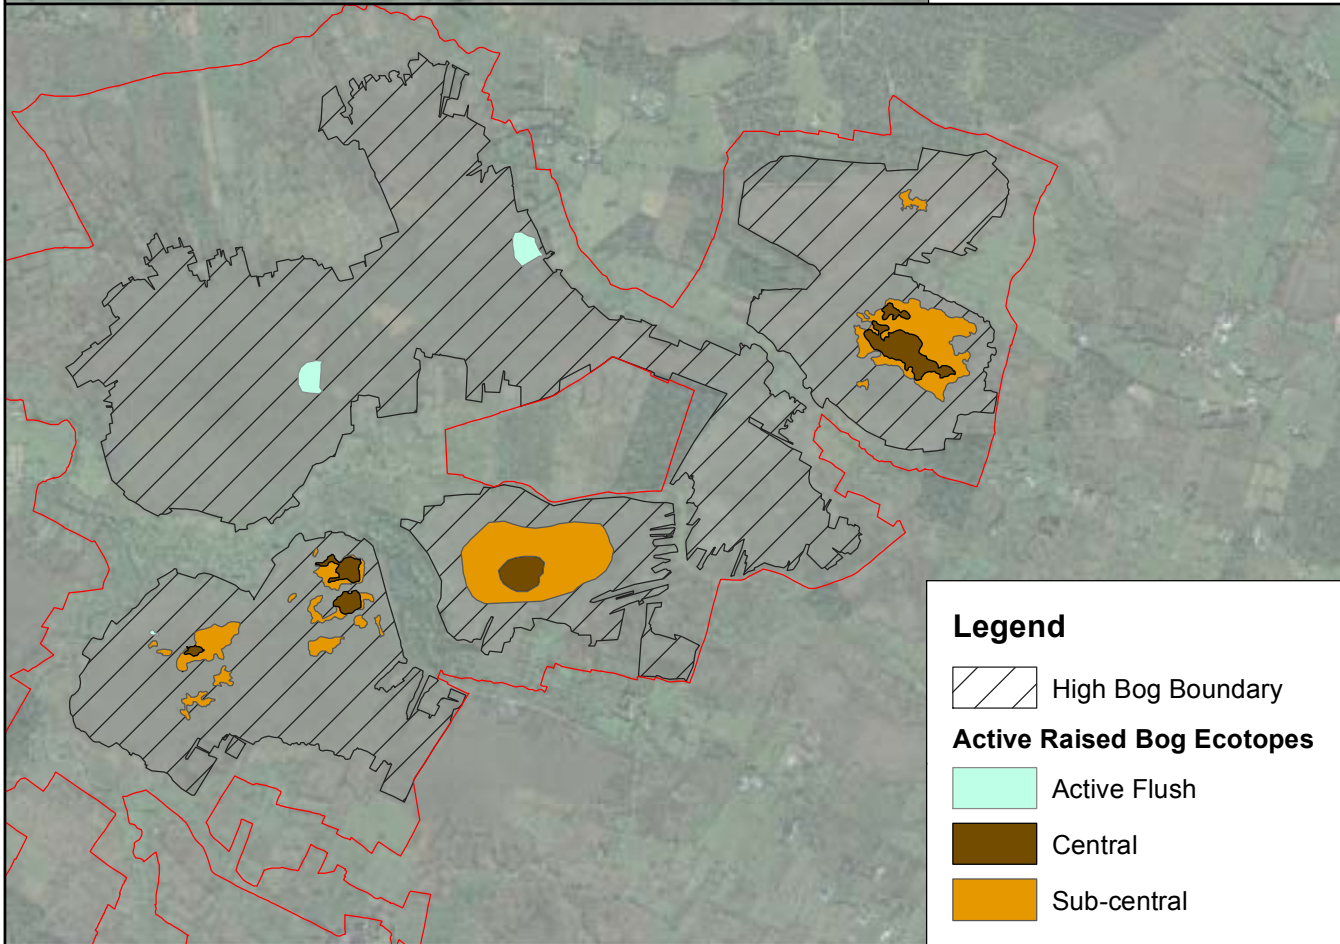 Legend
High Bog Boundary
Active Raised Bog Ecotopes
Active Flush
Central
Sub-central